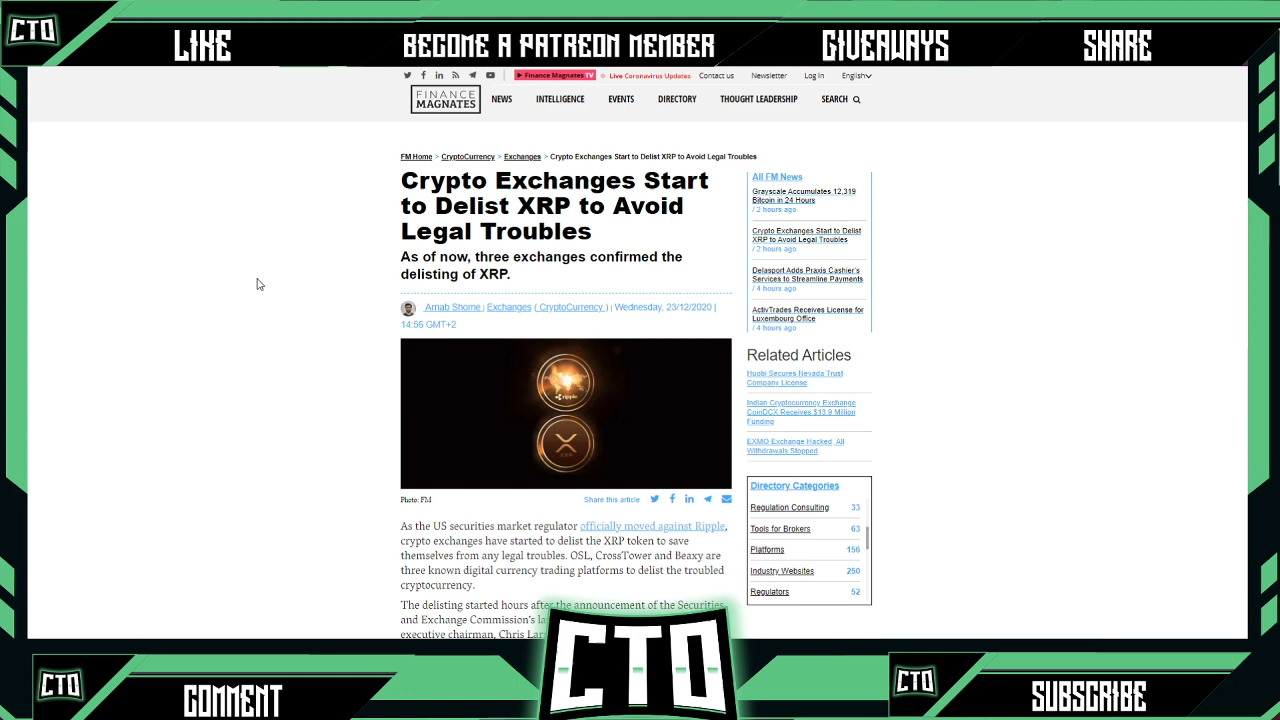 CTO
LIKE
BECOME A PATREON MEMBER
GIVEAWAYS
SHARE
Finance Magnates TV
Live Coronavirus Updates
Contact us
Newsletter
Log In
English
FINANCE
MAGNATES
NEWS
INTELLIGENCE
EVENTS
DIRECTORY
THOUGHT LEADERSHIP
SEARCH
FM Home > CryptoCurrency > Exchanges > Crypto Exchanges Start to Delist XRP to Avoid Legal Troubles
Crypto Exchanges Start
to Delist XRP to Avoid
Legal Troubles
As of now, three exchanges confirmed the
delisting of XRP.
Arnab Shome | Exchanges ( CryptoCurrency ) | Wednesday, 23/12/2020 |
14:56 GMT+2
ripple
XRP
Photo: FM
Share this article
As the US securities market regulator officially moved against Ripple,
crypto exchanges have started to delist the XRP token to save
themselves from any legal troubles. OSL, CrossTower and Beaxy are
three known digital currency trading platforms to delist the troubled
cryptocurrency.
The delisting started hours after the announcement of the Securities
and Exchange Commission's la
executive chairman, Chris Lar
All FM News
Grayscale Accumulates 12,319
Bitcoin in 24 Hours
/ 2 hours ago
Crypto Exchanges Start to Delist
XRP to Avoid Legal Troubles
/ 2 hours ago
Delasport Adds Praxis Cashier's
Services to Streamline Payments
/ 4 hours ago
ActivTrades Receives License for
Luxembourg Office
/ 4 hours ago
Related Articles
Huobi Secures Nevada Trust
Company License
Indian Cryptocurrency Exchange
CoinDCX Receives $13.9 Million
Funding
EXMO Exchange Hacked, All
Withdrawals Stopped
Directory Categories
Regulation Consulting 33
Tools for Brokers 63
Platforms 156
Industry Websites 250
Regulators 52
CTO
COMMENT
CTO
CTO
SUBSCRIBE